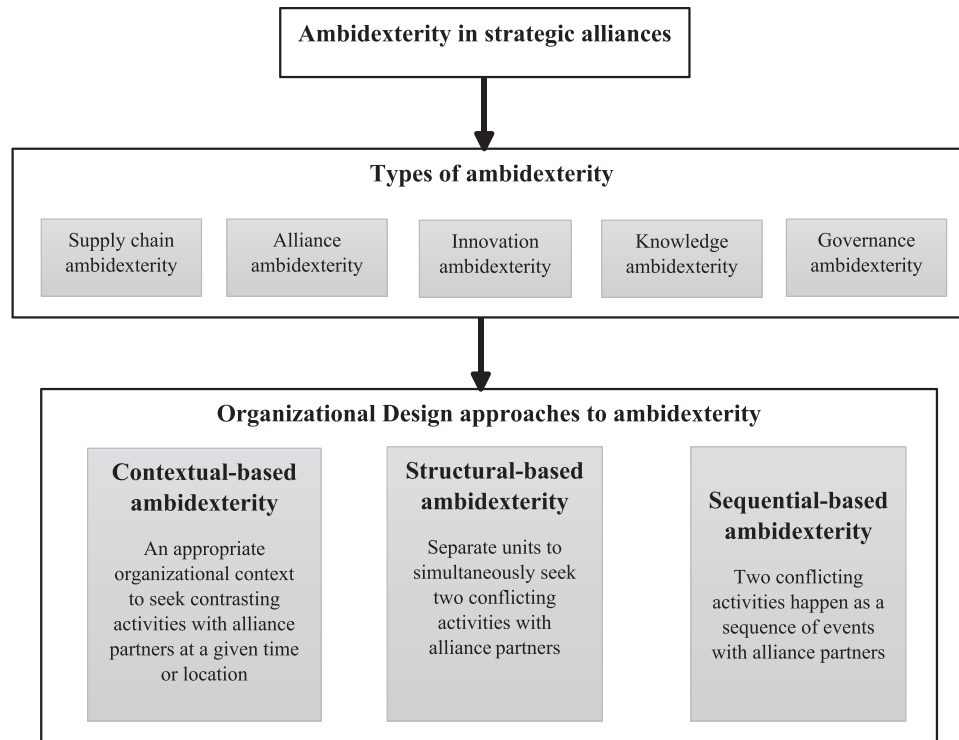 Ambidexterity in strategic alliances
Types of ambidexterity
Supply chain
ambidexterity
Alliance
ambidexterity
Innovation
ambidexterity
Knowledge
ambidexterity
Governance
ambidexterity
Organizational Design approaches to ambidexterity
Contextual-based
ambidexterity
An appropriate
organizational context
to seek contrasting
activities with alliance
partners at a given time
or location
Structural-based
ambidexterity
Separate units to
simultaneously seek
two conflicting
activities with
alliance partners
Sequential-based
ambidexterity
Two conflicting
activities happen as a
sequence of events
with alliance partners